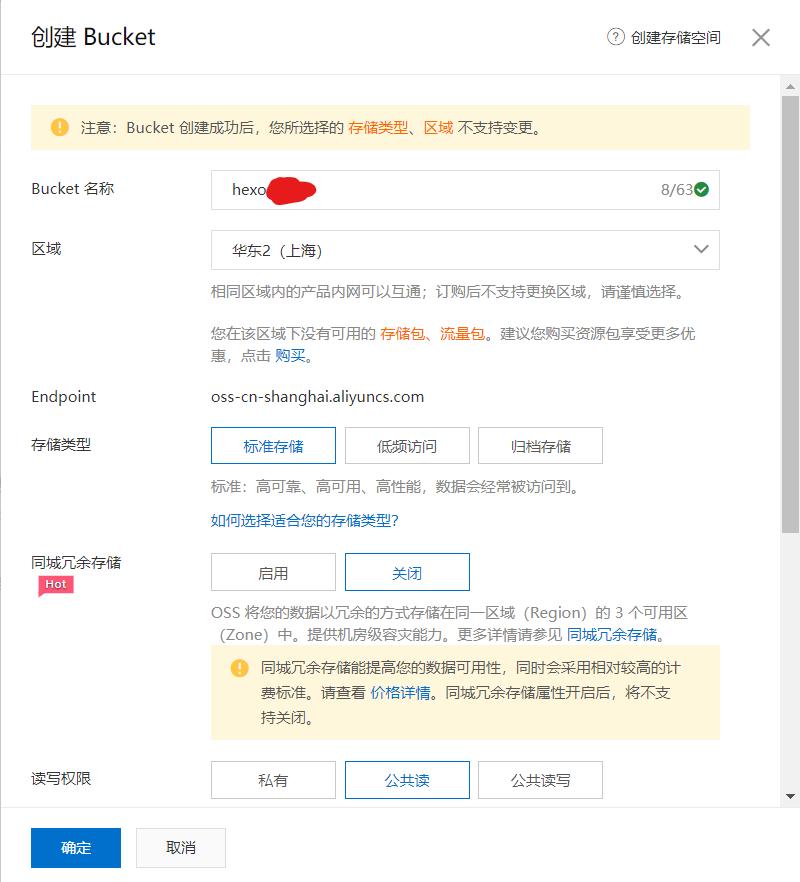 创建 Bucket
创建存储空间
注意：Bucket 创建成功后，您所选择的 存储类型、区域 不支持变更。
Bucket 名称
hexo
8/63
区域
华东2（上海）
相同区域内的产品内网可以互通；订购后不支持更换区域，请谨慎选择。
您在该区域下没有可用的 存储包、流量包。建议您购买资源包享受更多优
惠，点击 购买。
Endpoint
oss-cn-shanghai.aliyuncs.com
存储类型
标准存储
低频访问
归档存储
标准：高可靠、高可用、高性能，数据会经常被访问到。
如何选择适合您的存储类型?
同城冗余存储
Hot
启用
关闭
OSS 将您的数据以冗余的方式存储在同一区域（Region）的 3 个可用区
（Zone）中。提供机房级容灾能力。更多详情请参见 同城冗余存储。
同城冗余存储能提高您的数据可用性，同时会采用相对较高的计
费标准。请查看 价格详情。同城冗余存储属性开启后，将不支
持关闭。
读写权限
私有
公共读
公共读写
确定
取消